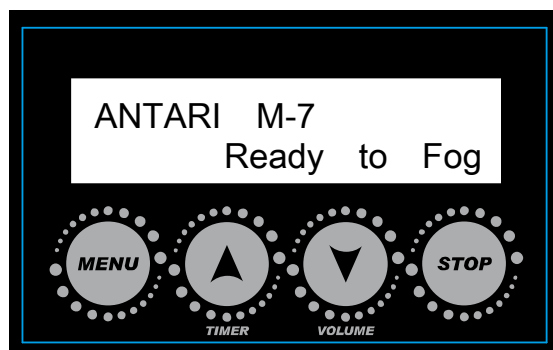 ANTARI M-7
Ready to Fog
MENU
STOP
TIMER
VOLUME